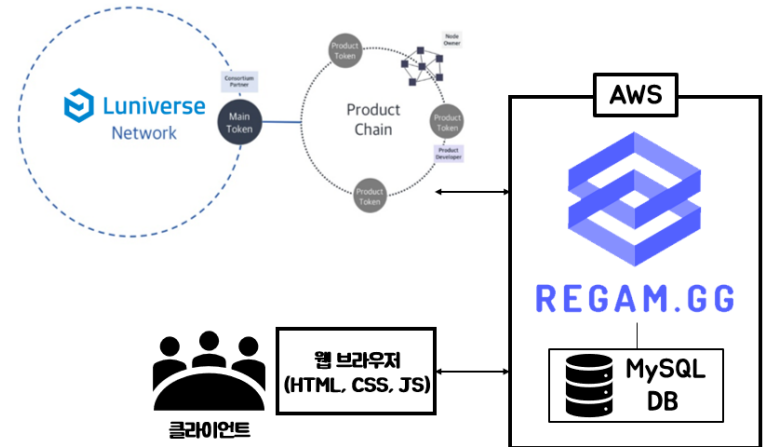 Luniverse
Network
Consortium
Partner
Main
Token
Product
Token
Node
Owner
Product
Chain
Product
Token
Product
Developer
Product
Token
AWS
REGAM.GG
MySQL
DB
웹 브라우저
(HTML, CSS, JS)
클라이언트